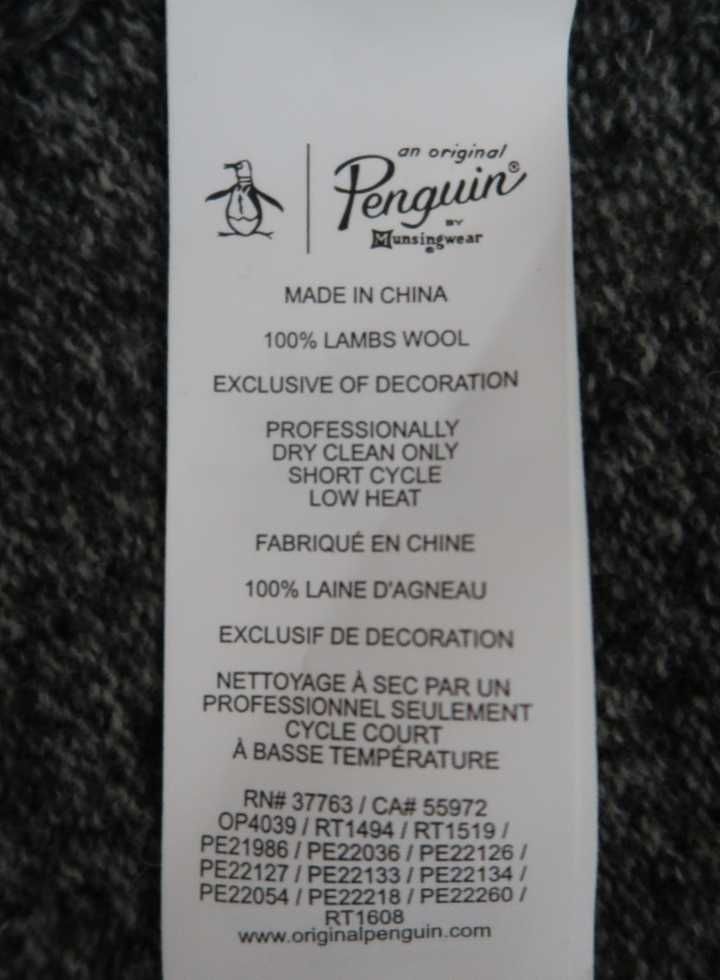 an original
Penguin®
BY
Munsingwear
®
MADE IN CHINA
100% LAMBS WOOL
EXCLUSIVE OF DECORATION
PROFESSIONALLY
DRY CLEAN ONLY
SHORT CYCLE
LOW HEAT
FABRIQUÉ EN CHINE
100% LAINE D'AGNEAU
EXCLUSIF DE DECORATION
NETTOYAGE À SEC PAR UN
PROFESSIONNEL SEULEMENT
CYCLE COURT
À BASSE TEMPÉRATURE
RN# 37763 / CA# 55972
OP4039 / RT1494 / RT1519 /
PE21986 / PE22036 / PE22126 /
PE22127 / PE22133 / PE22134 /
PE22054 / PE22218 / PE22260 /
RT1608
www.originalpenguin.com